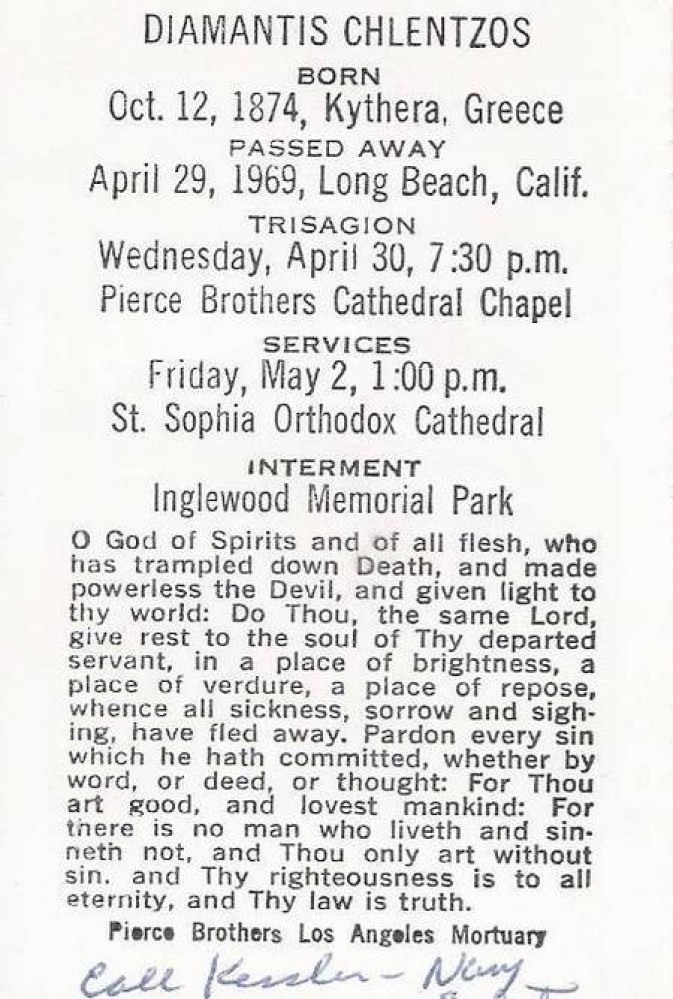 DIAMANTIS CHLENTZOS
BORN
Oct. 12, 1874, Kythera, Greece
PASSED AWAY
April 29, 1969, Long Beach, Calif.
TRISAGION
Wednesday, April 30, 7:30 p.m.
Pierce Brothers Cathedral Chapel
SERVICES
Friday, May 2, 1:00 p.m.
St. Sophia Orthodox Cathedral
INTERMENT
Inglewood Memorial Park
O God of Spirits and of all flesh, who
has trampled down Death, and made
powerless the Devil, and given light to
thy world: Do Thou, the same Lord,
give rest to the soul of Thy departed
servant, in a place of brightness, a
place of verdure, a place of repose,
whence all sickness, sorrow and sigh-
ing, have fled away. Pardon every sin
which he hath committed, whether by
word, or deed, or thought: For Thou
art good, and lovest mankind: For
there is no man who liveth and sin-
neth not, and Thou only art without
sin. and Thy righteousness is to all
eternity, and Thy law is truth.
Pierce Brothers Los Angeles Mortuary
Call Kessler -